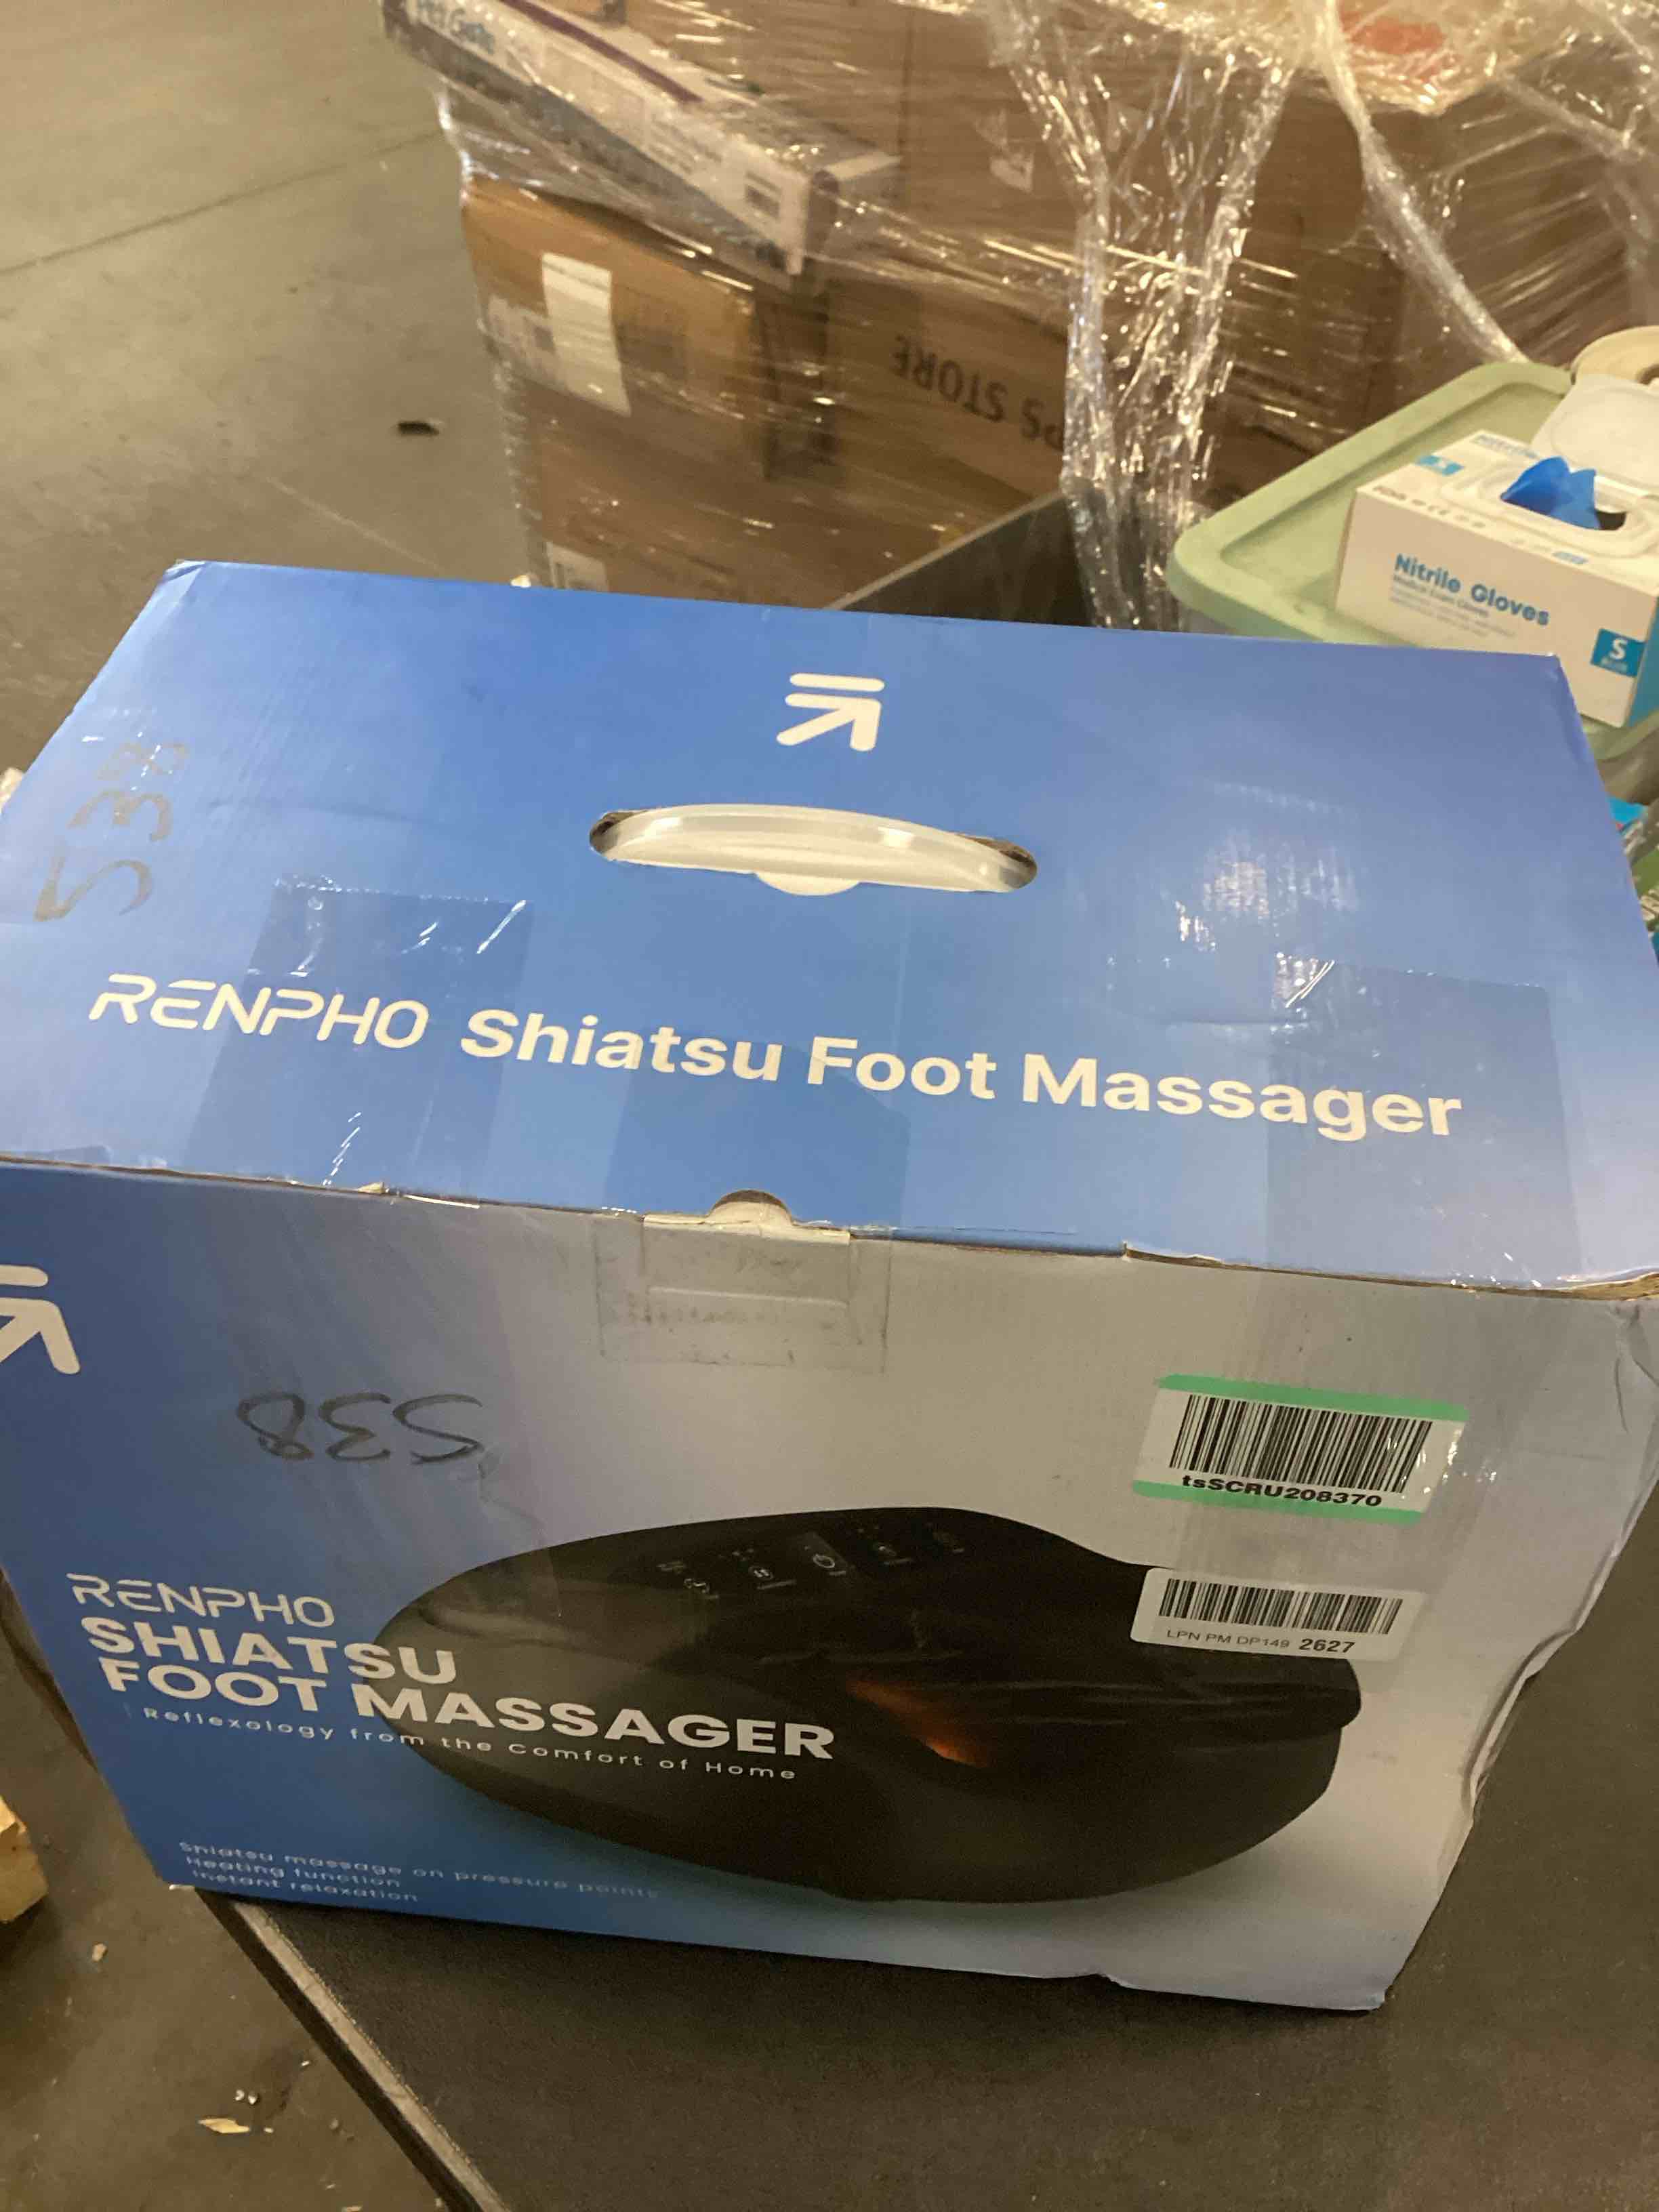 PS STORE
Nitrile Gloves
S
538
RENPHO Shiatsu Foot Massager
538
tsSCRU208370
LPN PM DP149 2627
RENPHO
SHIATSU
FOOT MASSAGER
Reflexology from the Comfort of Home
Shiatsu massage on pressure points
Heating function
Instant relaxation